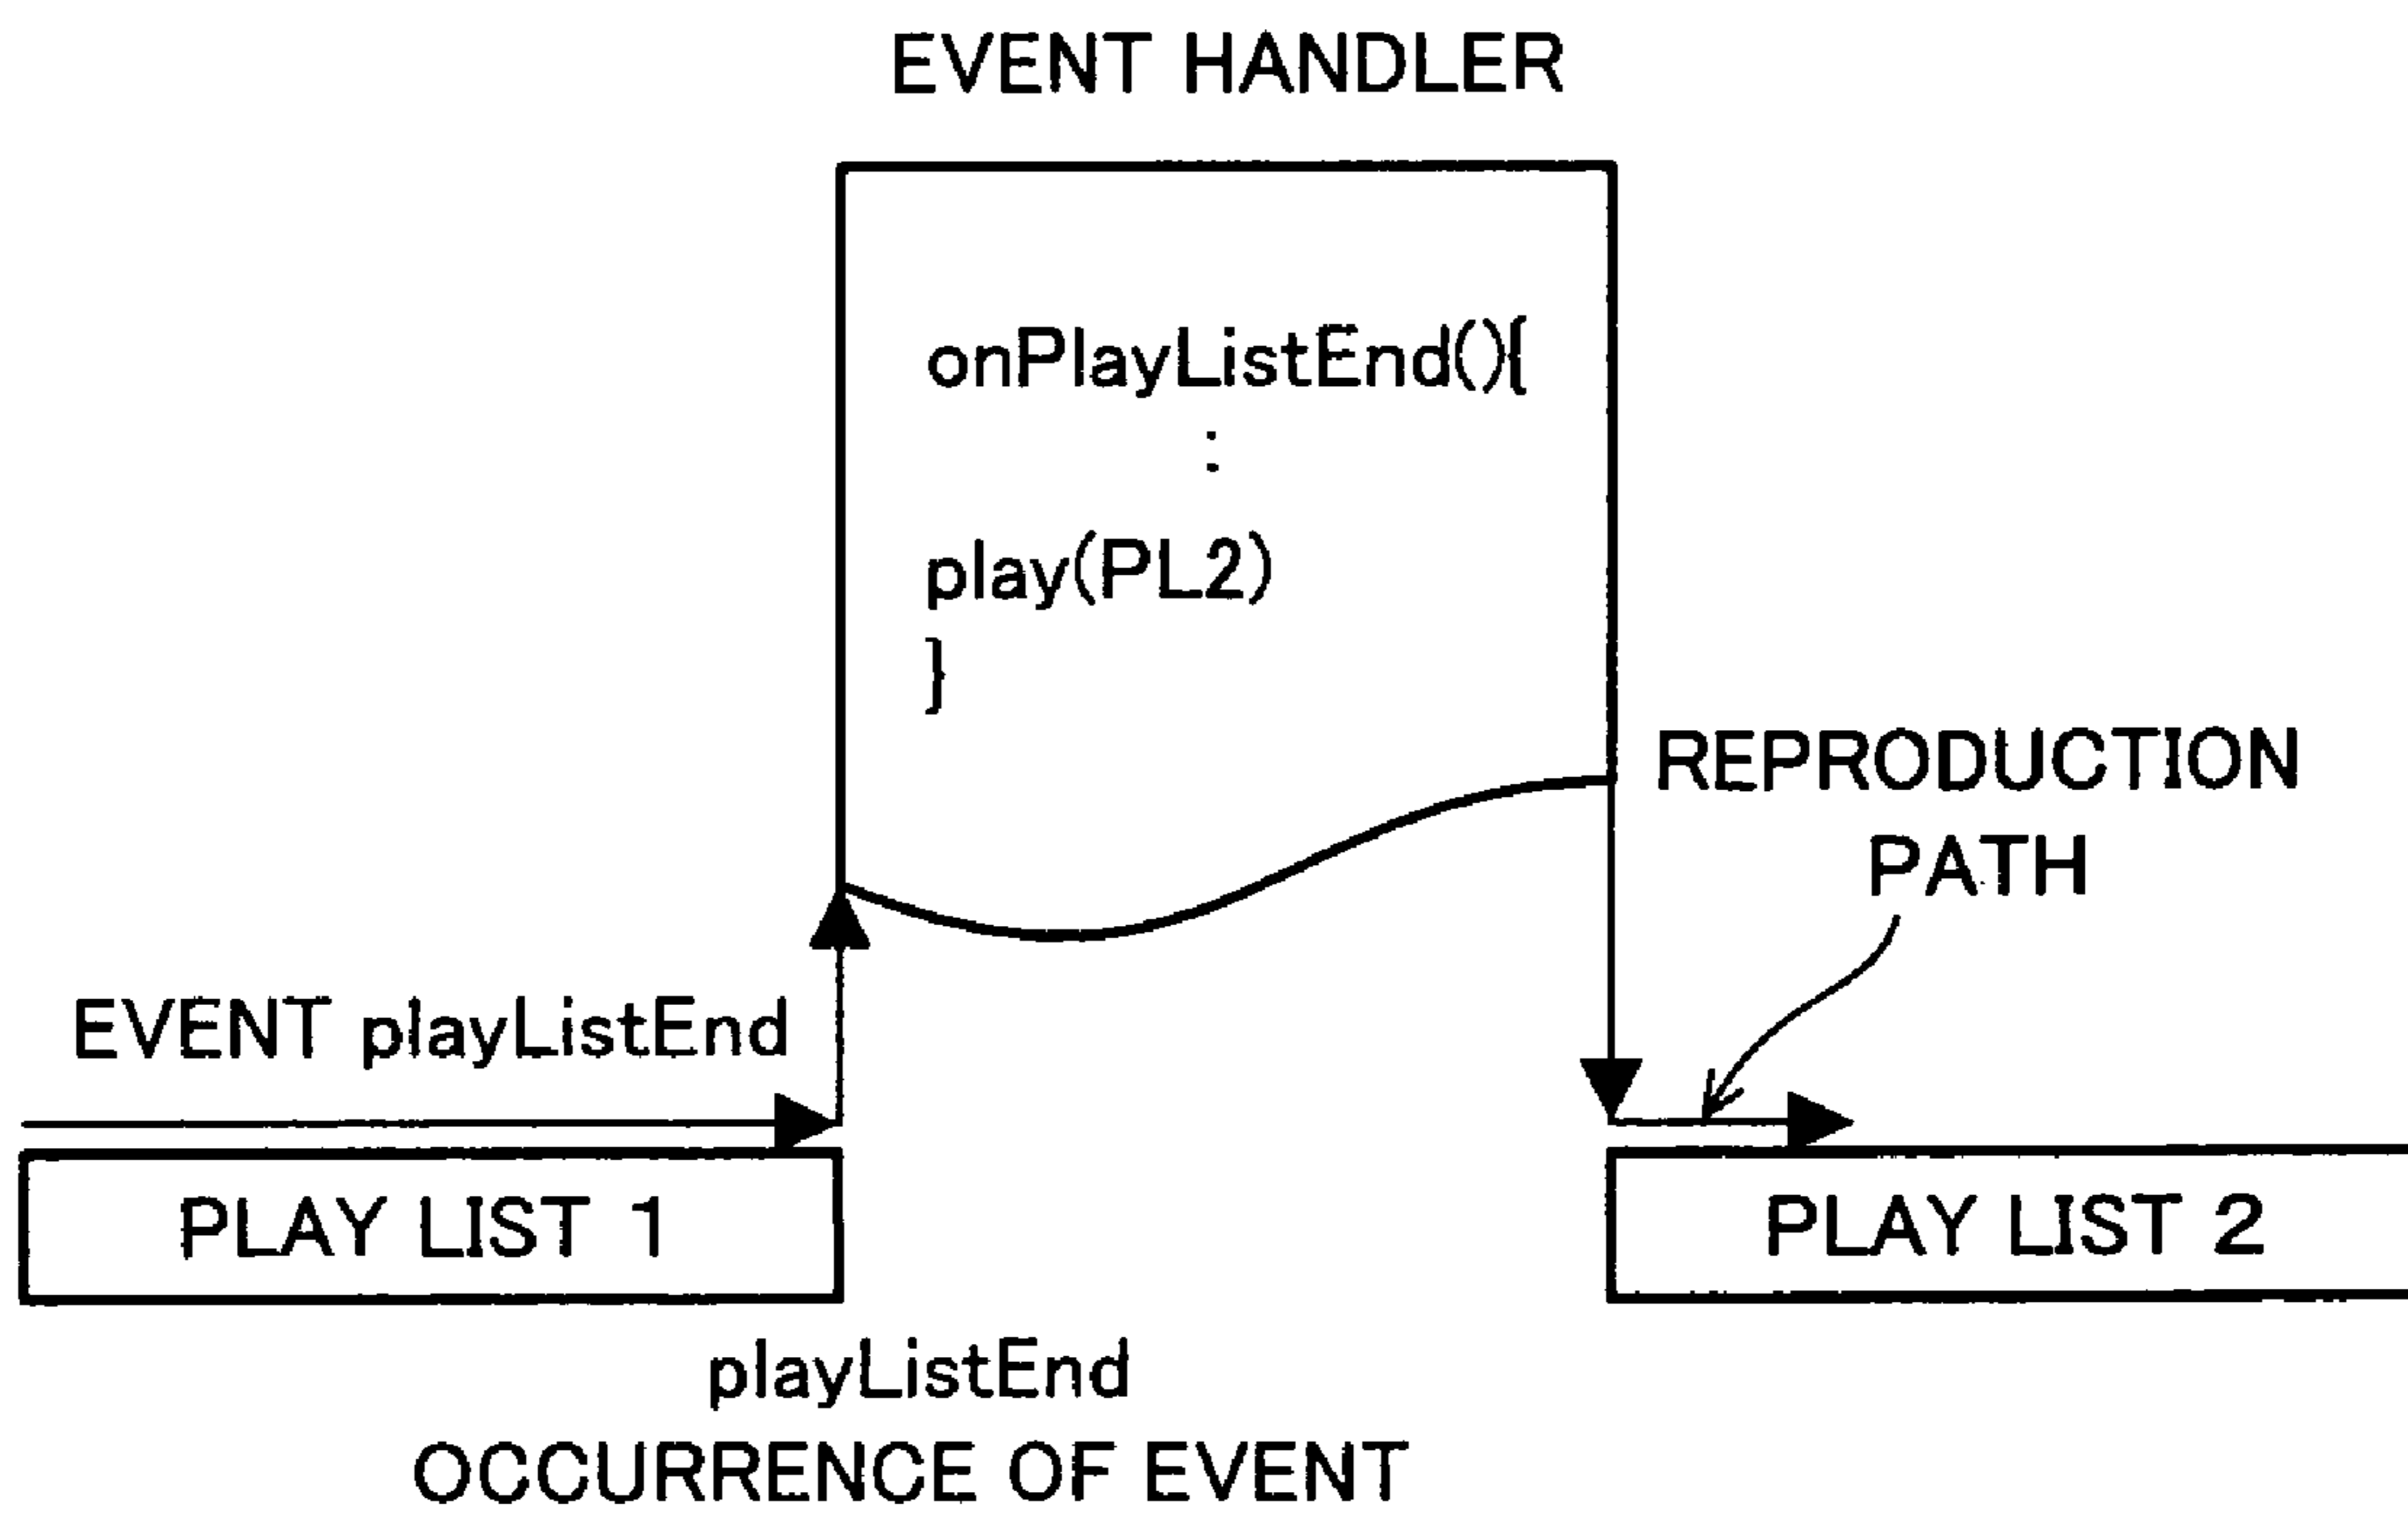 EVENT HANDLER
onPlayListEnd(){
:
play(PL2)
}
REPRODUCTION
PATH
EVENT playListEnd
PLAY LIST 1
PLAY LIST 2
playListEnd
OCCURRENCE OF EVENT